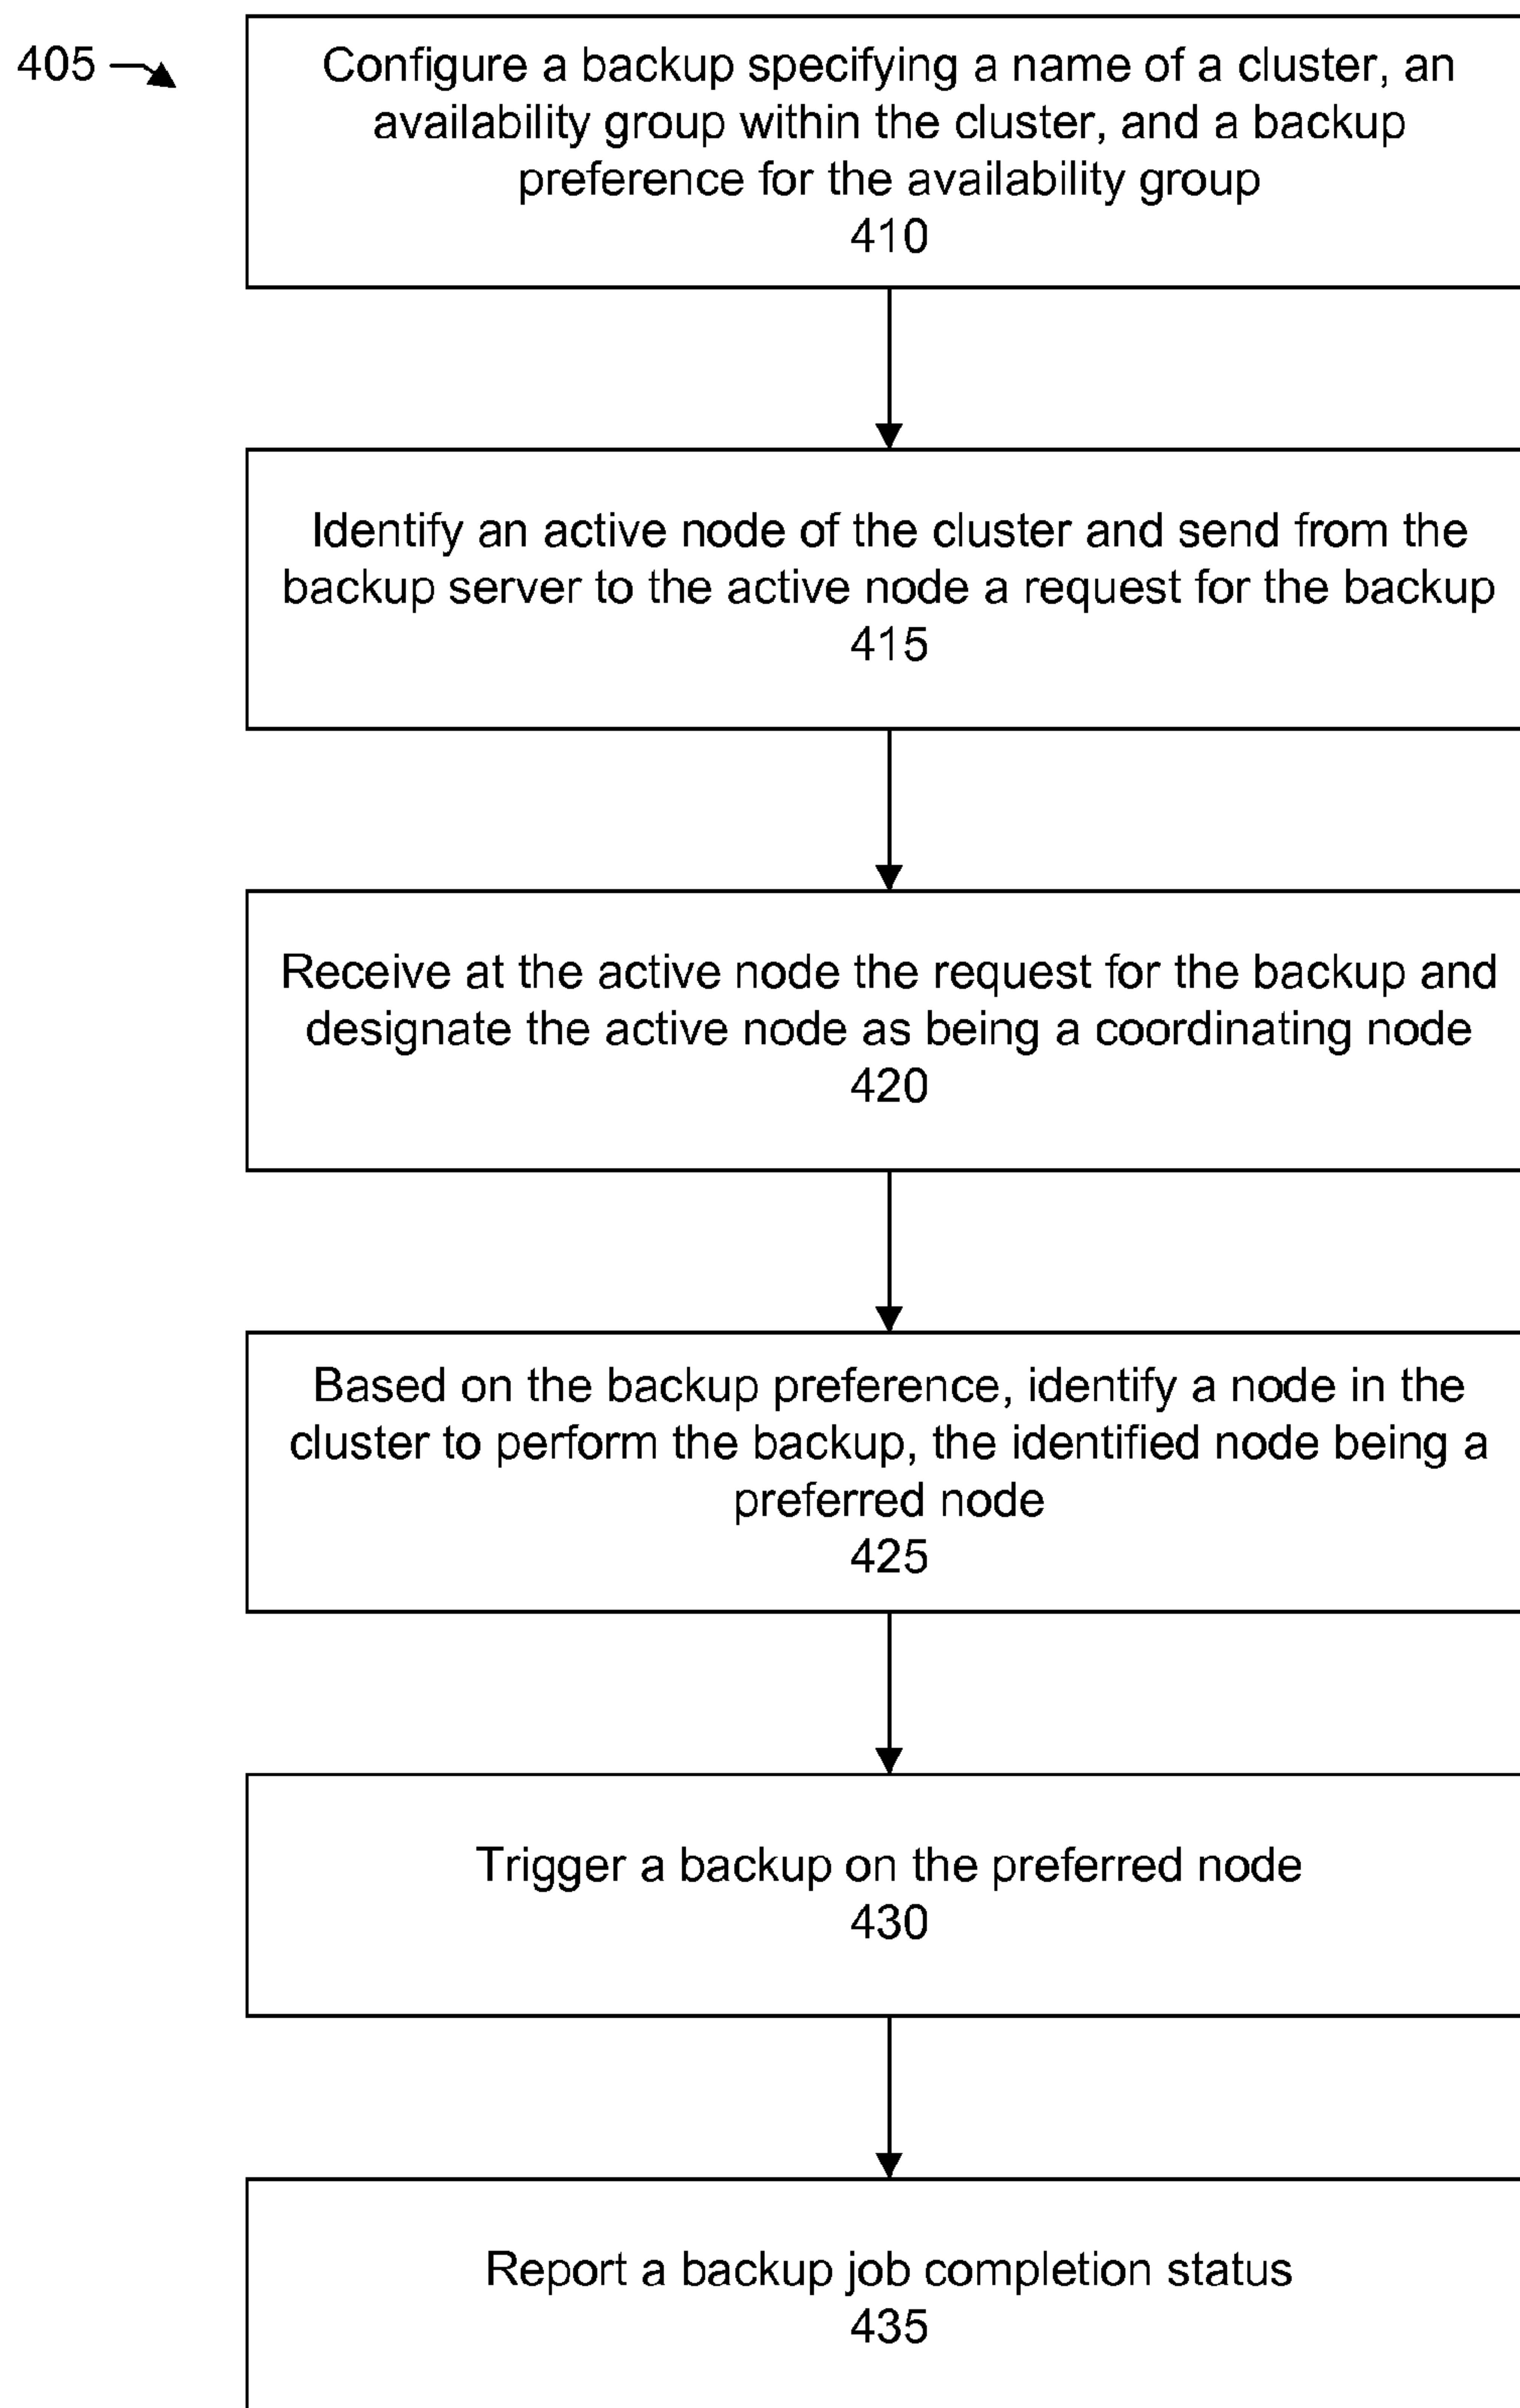 405
Configure a backup specifying a name of a cluster, an
availability group within the cluster, and a backup
preference for the availability group
410
Identify an active node of the cluster and send from the
backup server to the active node a request for the backup
415
Receive at the active node the request for the backup and
designate the active node as being a coordinating node
420
Based on the backup preference, identify a node in the
cluster to perform the backup, the identified node being a
preferred node
425
Trigger a backup on the preferred node
430
Report a backup job completion status
435